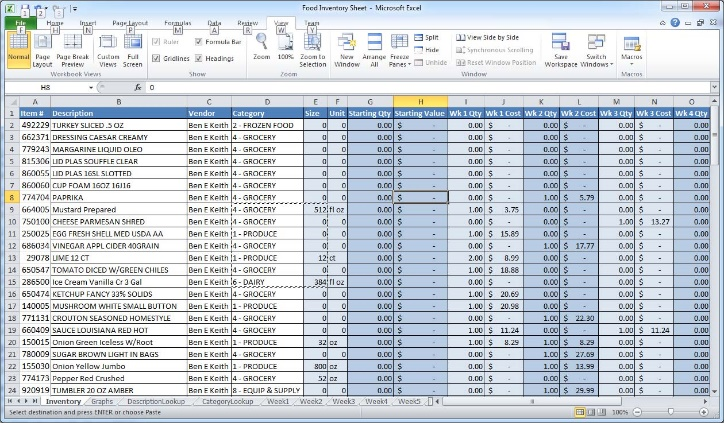 Food Inventory Sheet - Microsoft Excel
File Home Insert Page Layout Formulas Data Review View Team
F H N P M A R W Y
Normal Page Layout Page Break Preview Custom Views Full Screen
Workbook Views
Ruler Formula Bar
Gridlines Headings
Show
Zoom 100% Zoom to Selection
Zoom
New Window Arrange All Freeze Panes
Split
Hide
Unhide
View Side by Side
Synchronous Scrolling
Reset Window Position
Save Workspace Switch Windows
Window
Macros
Macros
H8 fx 0
A B C D E F G H I J K L M N O
1 Item # Description Vendor Category Size Unit Starting Qty Starting Value Wk 1 Qty Wk 1 Cost Wk 2 Qty Wk 2 Cost Wk 3 Qty Wk 3 Cost Wk 4 Qty
2 492229 TURKEY SLICED .5 OZ Ben E Keith 2 - FROZEN FOOD 0 0 0.00 $ - 0.00 $ - 0.00 $ - 0.00 $ - 0.00
3 662371 DRESSING CAESAR CREAMY Ben E Keith 4 - GROCERY 0 0 0.00 $ - 0.00 $ - 0.00 $ - 0.00 $ - 0.00
4 779243 MARGARINE LIQUID OLEO Ben E Keith 4 - GROCERY 0 0 0.00 $ - 0.00 $ - 0.00 $ - 0.00 $ - 0.00
5 815306 LID PLAS SOUFFLE CLEAR Ben E Keith 4 - GROCERY 0 0 0.00 $ - 0.00 $ - 0.00 $ - 0.00 $ - 0.00
6 860055 LID PLAS 16SL SLOTTED Ben E Keith 4 - GROCERY 0 0 0.00 $ - 0.00 $ - 0.00 $ - 0.00 $ - 0.00
7 860060 CUP FOAM 16OZ 16J16 Ben E Keith 4 - GROCERY 0 0 0.00 $ - 0.00 $ - 0.00 $ - 0.00 $ - 0.00
8 774704 PAPRIKA Ben E Keith 4 - GROCERY 0 0 0.00 $ - 0.00 $ - 1.00 $ 5.79 0.00 $ - 0.00
9 664005 Mustard Prepared Ben E Keith 4 - GROCERY 512 fl oz 0.00 $ - 1.00 $ 3.75 0.00 $ - 0.00 $ - 0.00
10 750100 CHEESE PARMESAN SHRED Ben E Keith 4 - GROCERY 0 0 0.00 $ - 0.00 $ - 0.00 $ - 1.00 $ 13.27 0.00
11 250025 EGG FRESH SHELL MED USDA AA Ben E Keith 1 - PRODUCE 0 0 0.00 $ - 1.00 $ 15.89 0.00 $ - 0.00 $ - 0.00
12 686034 VINEGAR APPL CIDER 40GRAIN Ben E Keith 4 - GROCERY 0 0 0.00 $ - 0.00 $ - 1.00 $ 17.77 0.00 $ - 0.00
13 29078 LIME 12 CT Ben E Keith 1 - PRODUCE 12 ct 0.00 $ - 2.00 $ 8.99 0.00 $ - 0.00 $ - 0.00
14 650547 TOMATO DICED W/GREEN CHILES Ben E Keith 4 - GROCERY 0 0 0.00 $ - 1.00 $ 18.88 0.00 $ - 0.00 $ - 0.00
15 286500 Ice Cream Vanilla Cr 3 Gal Ben E Keith 6 - DAIRY 384 fl oz 0.00 $ - 0.00 $ - 0.00 $ - 0.00 $ - 0.00
16 650474 KETCHUP FANCY 33% SOLIDS Ben E Keith 4 - GROCERY 0 0 0.00 $ - 1.00 $ 20.69 0.00 $ - 0.00 $ - 0.00
17 140005 MUSHROOM WHITE SMALL BUTTON Ben E Keith 1 - PRODUCE 0 0 0.00 $ - 1.00 $ 20.98 0.00 $ - 0.00 $ - 0.00
18 771131 CROUTON SEASONED HOMESTYLE Ben E Keith 4 - GROCERY 0 0 0.00 $ - 0.00 $ - 1.00 $ 22.30 0.00 $ - 0.00
19 660409 SAUCE LOUISIANA RED HOT Ben E Keith 4 - GROCERY 0 0 0.00 $ - 1.00 $ 11.24 0.00 $ - 1.00 $ 11.24 0.00
20 150015 Onion Green Iceless W/Root Ben E Keith 1 - PRODUCE 32 oz 0.00 $ - 1.00 $ 8.29 1.00 $ 8.29 0.00 $ - 0.00
21 780009 SUGAR BROWN LIGHT IN BAGS Ben E Keith 4 - GROCERY 0 0 0.00 $ - 0.00 $ - 1.00 $ 27.69 0.00 $ - 0.00
22 155030 Onion Yellow Jumbo Ben E Keith 1 - PRODUCE 800 oz 0.00 $ - 0.00 $ - 1.00 $ 13.99 0.00 $ - 0.00
23 774173 Pepper Red Crushed Ben E Keith 4 - GROCERY 52 oz 0.00 $ - 0.00 $ - 0.00 $ - 0.00 $ - 0.00
24 920919 TUMBLER 20 OZ AMBER Ben E Keith 8 - EQUIP & SUPPLY 0 0 0.00 $ - 0.00 $ - 1.00 $ 29.99 0.00 $ - 0.00
Inventory Graphs DescriptionLookup CategoryLookup Week1 Week2 Week3 Week4 Week5
Select destination and press ENTER or choose Paste 100%